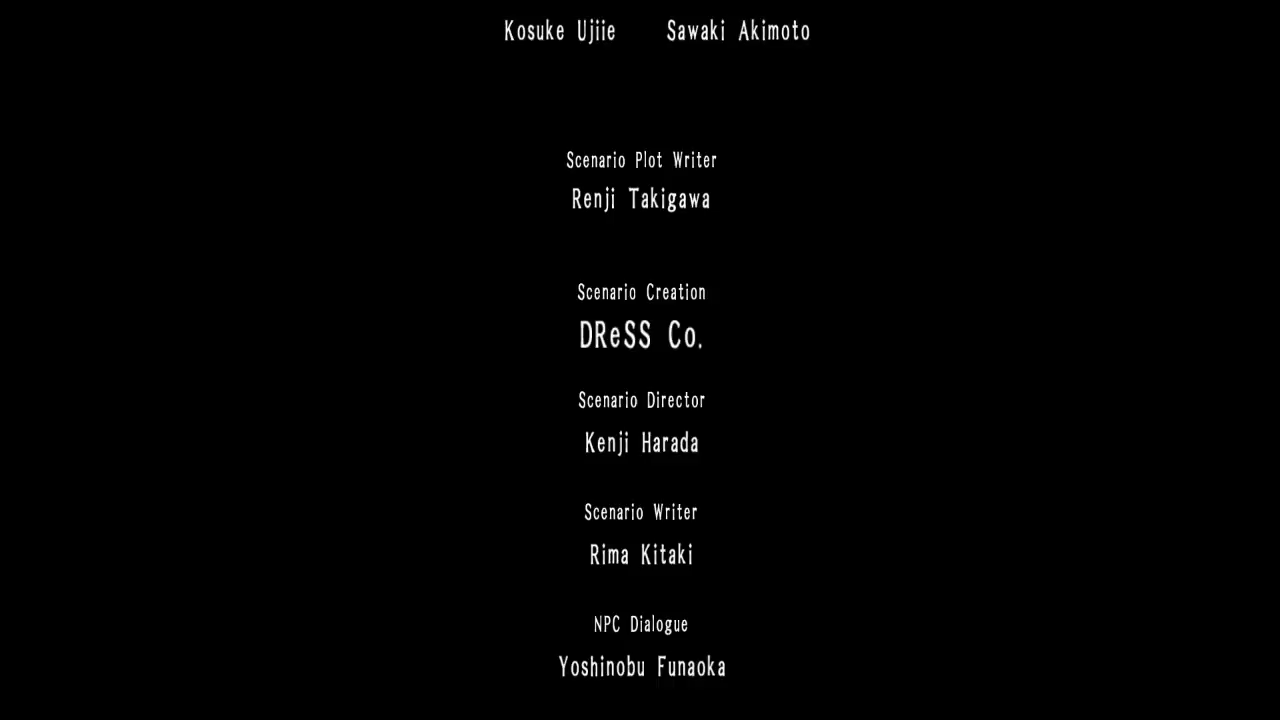 Kosuke Ujiie Sawaki Akimoto
Scenario Plot Writer
Renji Takigawa
Scenario Creation
DReSS Co.
Scenario Director
Kenji Harada
Scenario Writer
Rima Kitaki
NPC Dialogue
Yoshinobu Funaoka